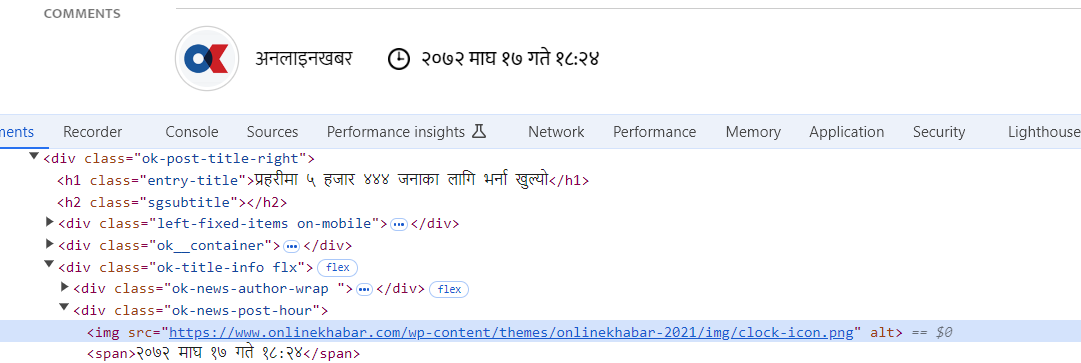 COMMENTS
OK
अनलाइनखबर २०७२ माघ १७ गते १८:२४
ments Recorder Console Sources Performance insights Network Performance Memory Application Security Lighthouse
<div class="ok-post-title-right">
<h1 class="entry-title">प्रहरीमा ५ हजार ४४४ जनाका लागि भर्ना खुल्यो</h1>
<h2 class="sgsubtitle"></h2>
<div class="left-fixed-items on-mobile">…</div>
<div class="ok__container">…</div>
<div class="ok-title-info flx"> flex
<div class="ok-news-author-wrap ">…</div> flex
<div class="ok-news-post-hour">
<img src="https://www.onlinekhabar.com/wp-content/themes/onlinekhabar-2021/img/clock-icon.png" alt> == $0
<span>२०७२ माघ १७ गते १८:२४</span>